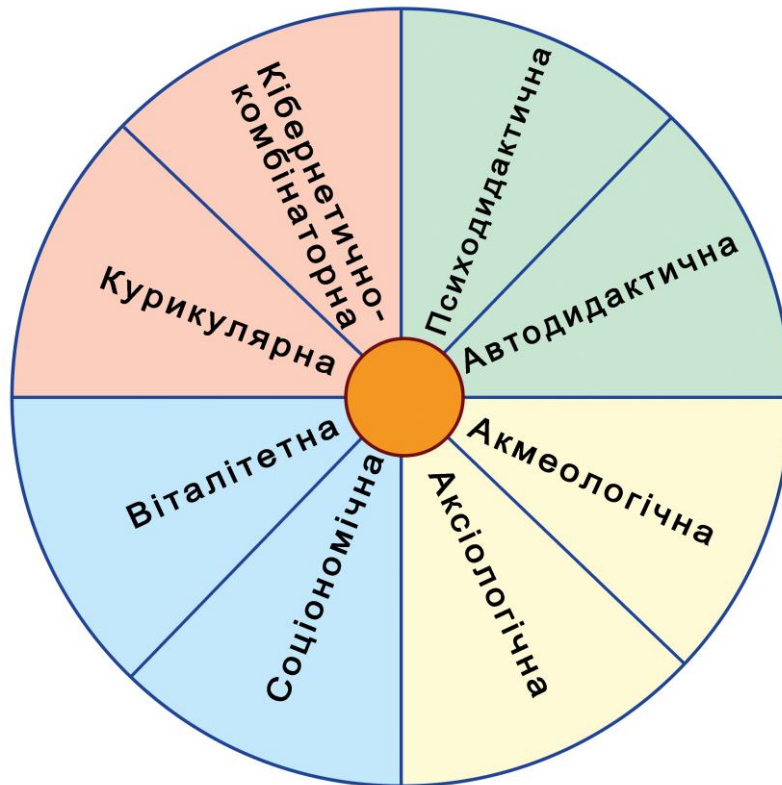 Кібернетично-
комбінаторна
Психодидактична
Автодидактична
Акмеологічна
Аксіологічна
Соціономічна
Віталітетна
Курикулярна